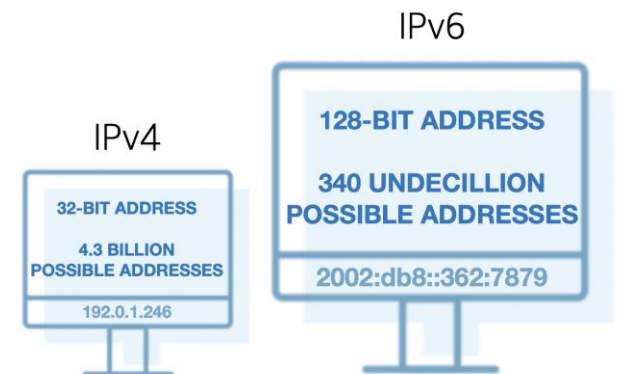 IPv4
32-BIT ADDRESS
4.3 BILLION
POSSIBLE ADDRESSES
192.0.1.246
IPv6
128-BIT ADDRESS
340 UNDECILLION
POSSIBLE ADDRESSES
2002:db8::362:7879